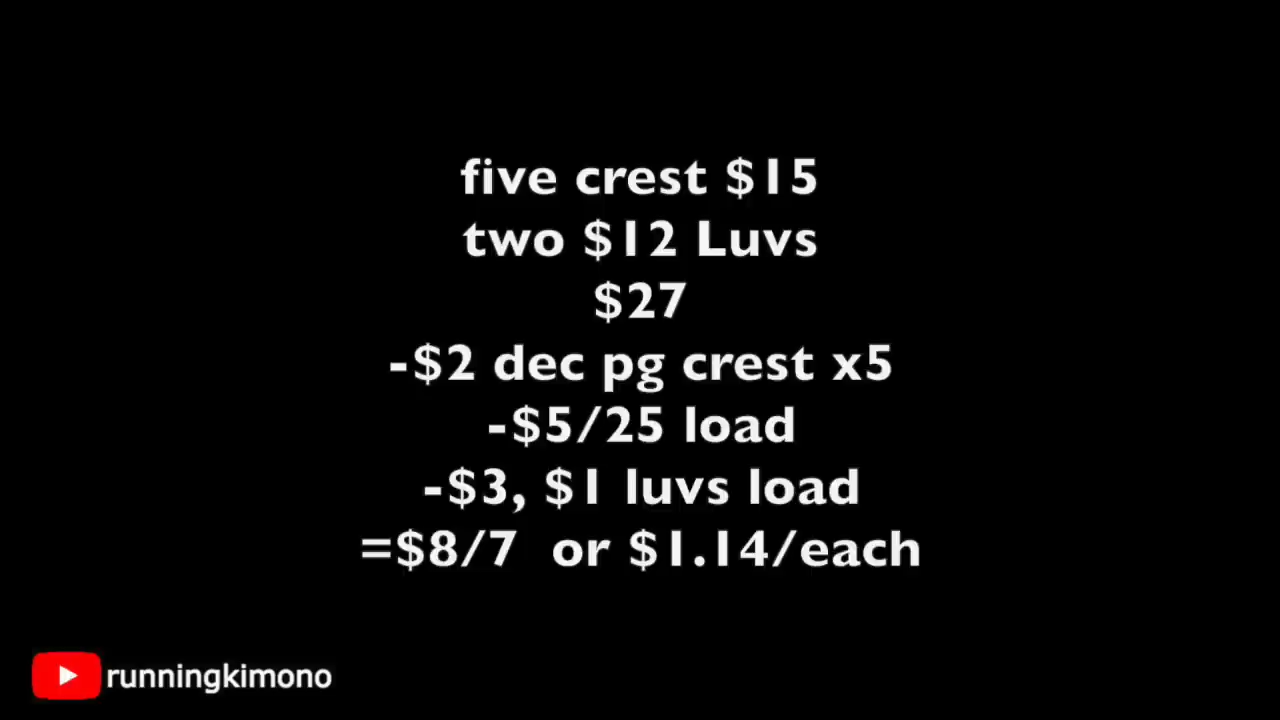 five crest $15
two $12 Luvs
$27
-$2 dec pg crest x5
-$5/25 load
-$3, $1 luvs load
=$8/7  or $1.14/each
runningkimono